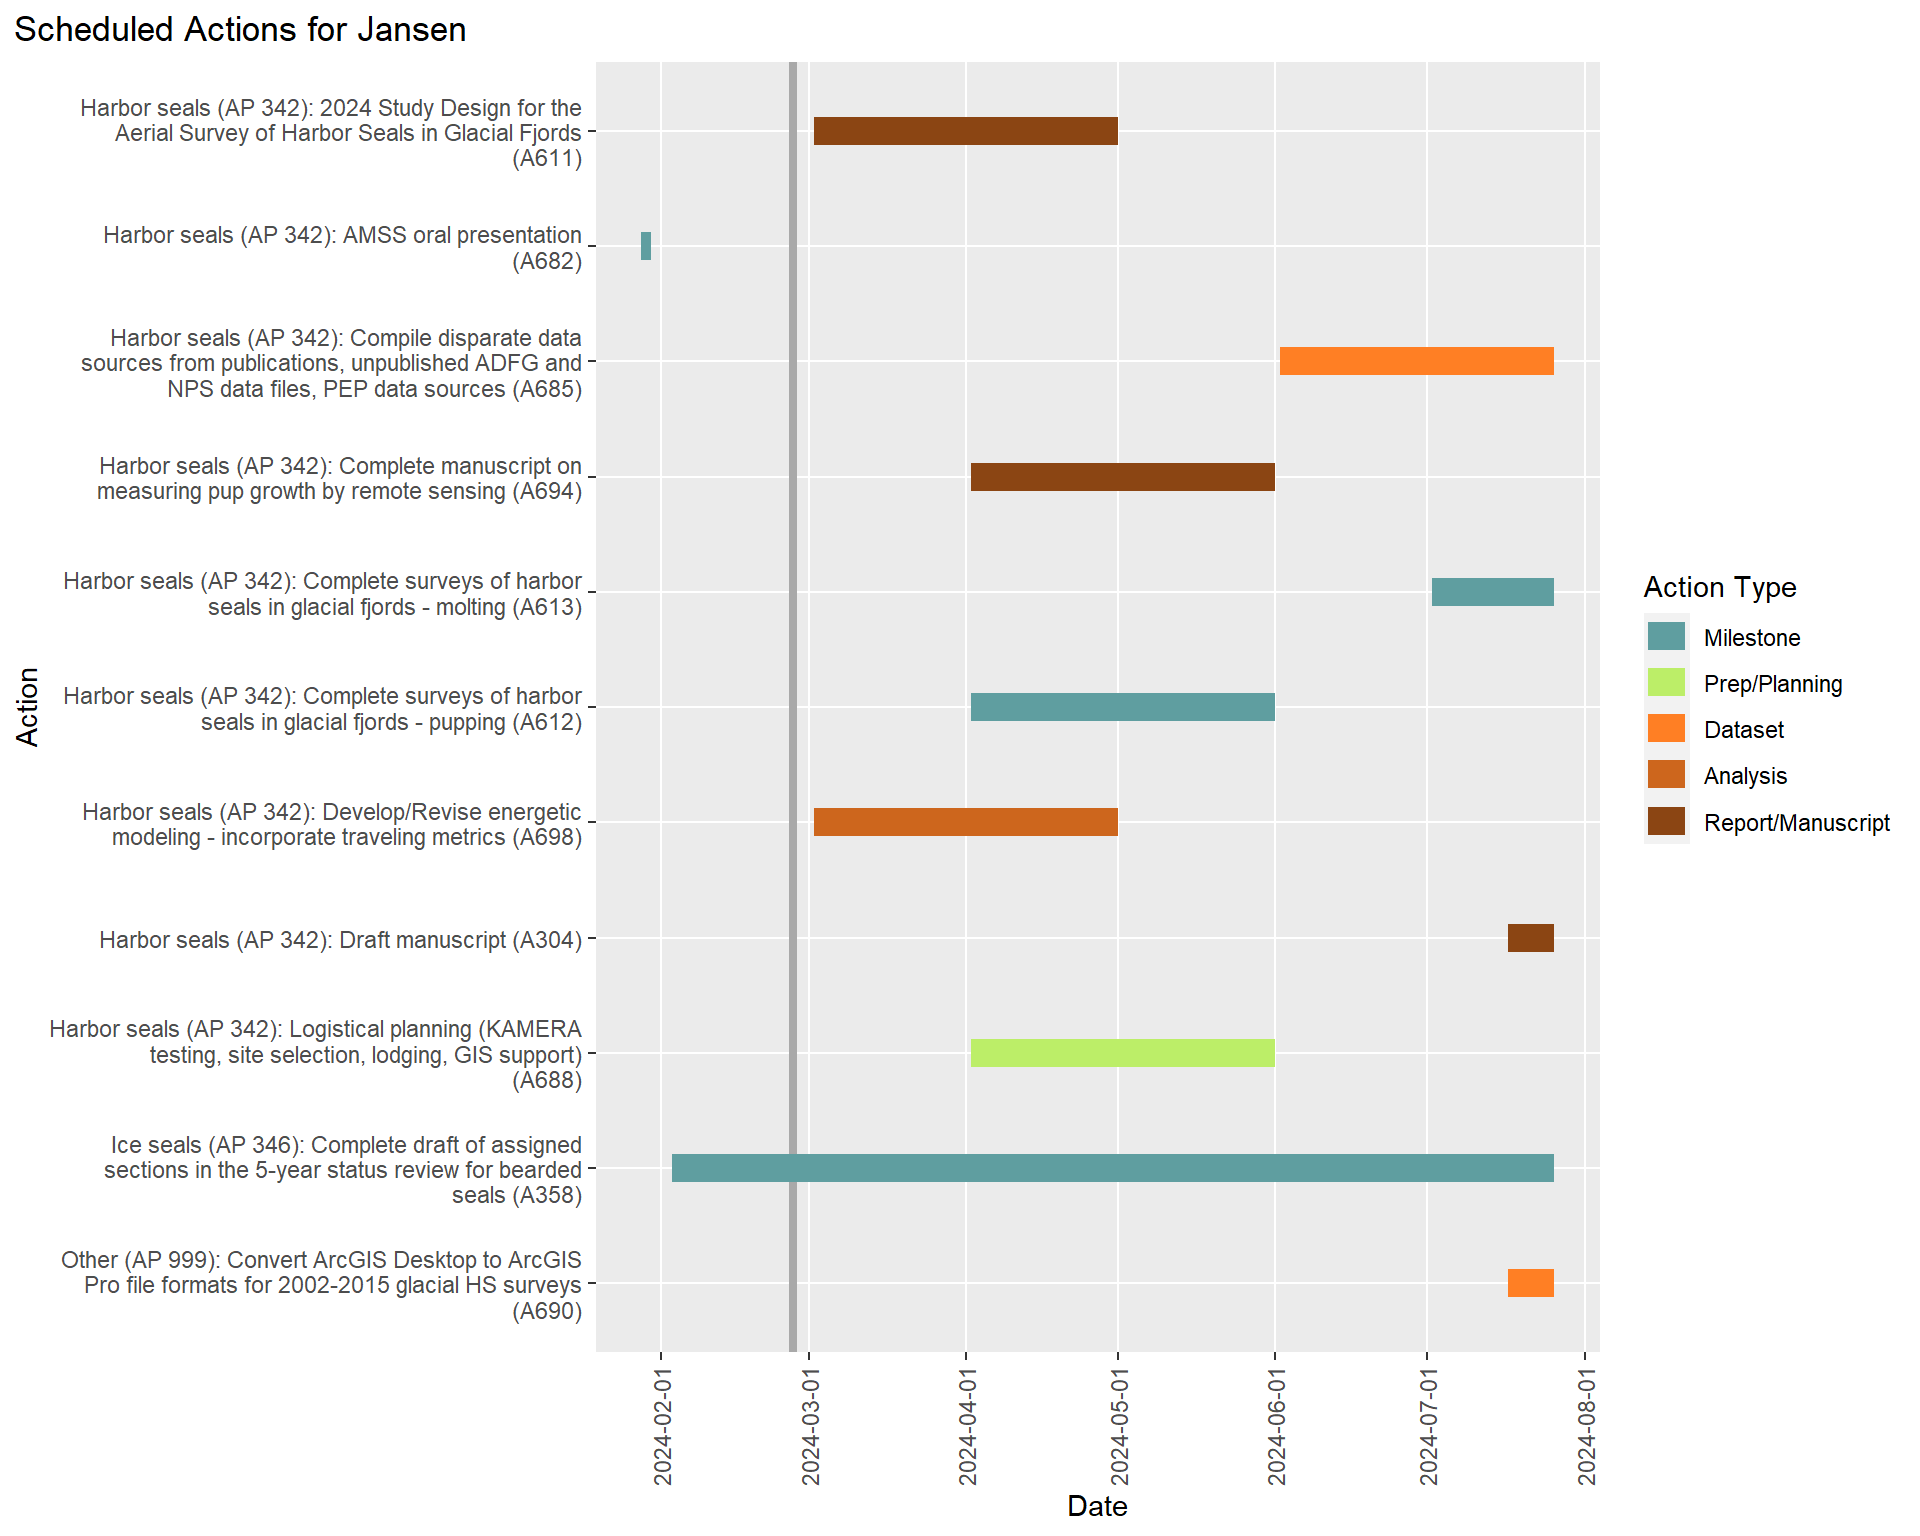 Scheduled Actions for Jansen
Harbor seals (AP 342): 2024 Study Design for the
Aerial Survey of Harbor Seals in Glacial Fjords
(A611)
Harbor seals (AP 342): AMSS oral presentation
(A682)
Harbor seals (AP 342): Compile disparate data
sources from publications, unpublished ADFG and
NPS data files, PEP data sources (A685)
Harbor seals (AP 342): Complete manuscript on
measuring pup growth by remote sensing (A694)
Harbor seals (AP 342): Complete surveys of harbor
seals in glacial fjords - molting (A613)
Harbor seals (AP 342): Complete surveys of harbor
seals in glacial fjords - pupping (A612)
Harbor seals (AP 342): Develop/Revise energetic
modeling - incorporate traveling metrics (A698)
Harbor seals (AP 342): Draft manuscript (A304)
Harbor seals (AP 342): Logistical planning (KAMERA
testing, site selection, lodging, GIS support)
(A688)
Ice seals (AP 346): Complete draft of assigned
sections in the 5-year status review for bearded
seals (A358)
Other (AP 999): Convert ArcGIS Desktop to ArcGIS
Pro file formats for 2002-2015 glacial HS surveys
(A690)
Action
2024-02-01
2024-03-01
2024-04-01
2024-05-01
2024-06-01
2024-07-01
2024-08-01
Date
Action Type
Milestone
Prep/Planning
Dataset
Analysis
Report/Manuscript